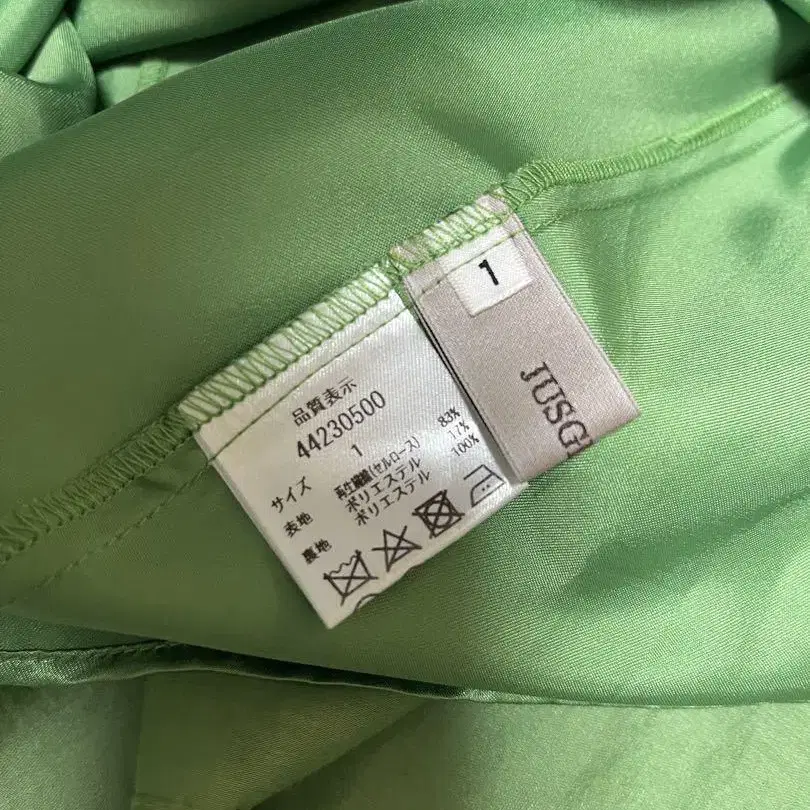 品質表示
44230500
サイズ 1
表地 再生繊維(セルロース) 83%
ポリエステル 17%
裏地 ポリエステル 100%
1
JUSG